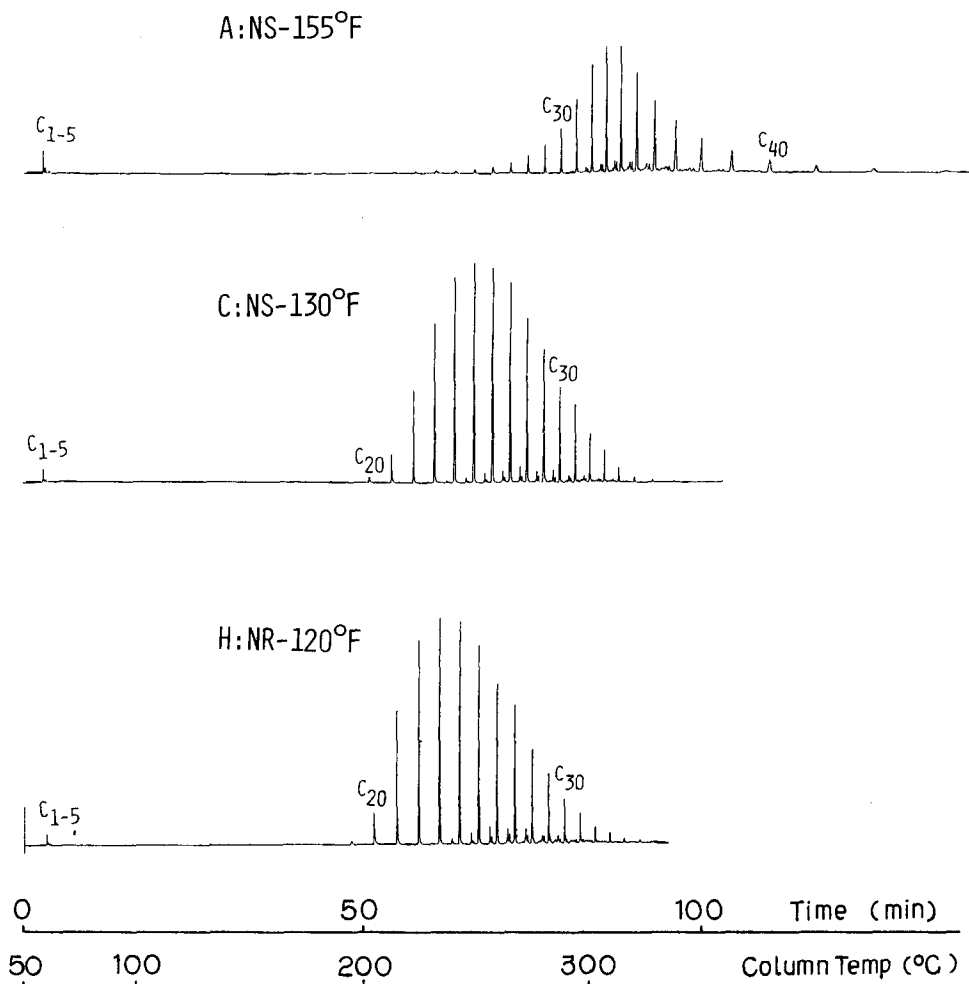 A:NS-155°F
C₁₋₅
C₃₀
C₄₀
C:NS-130°F
C₁₋₅
C₂₀
C₃₀
H:NR-120°F
C₁₋₅
C₂₀
C₃₀
0 50 100 Time (min)
50 100 200 300 Column Temp (°C)